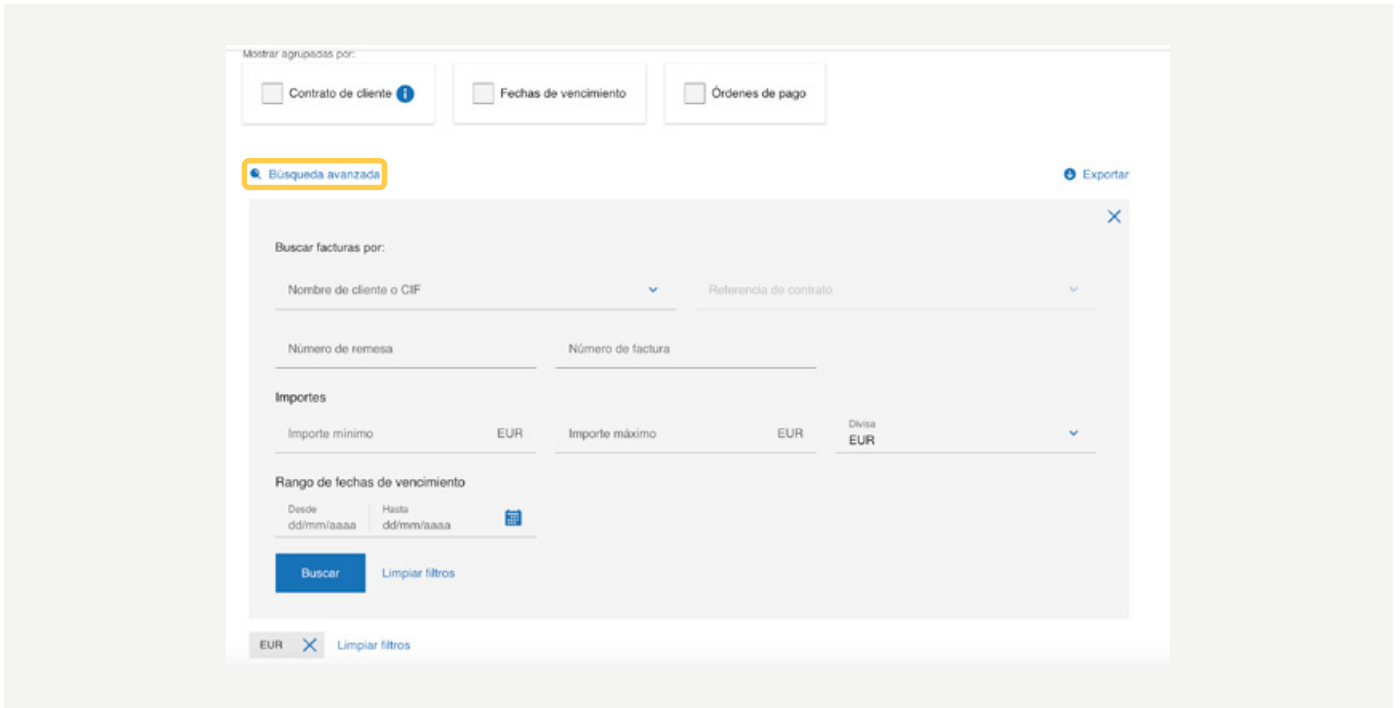 Mostrar agrupadas por:
Contrato de cliente
Fechas de vencimiento
Órdenes de pago
Búsqueda avanzada
Exportar
Buscar facturas por:
Nombre de cliente o CIF
Referencia de contrato
Número de remesa
Número de factura
Importes
Importe mínimo EUR
Importe máximo EUR
Divisa
EUR
Rango de fechas de vencimiento
Desde
dd/mm/aaaa
Hasta
dd/mm/aaaa
Buscar
Limpiar filtros
EUR
Limpiar filtros